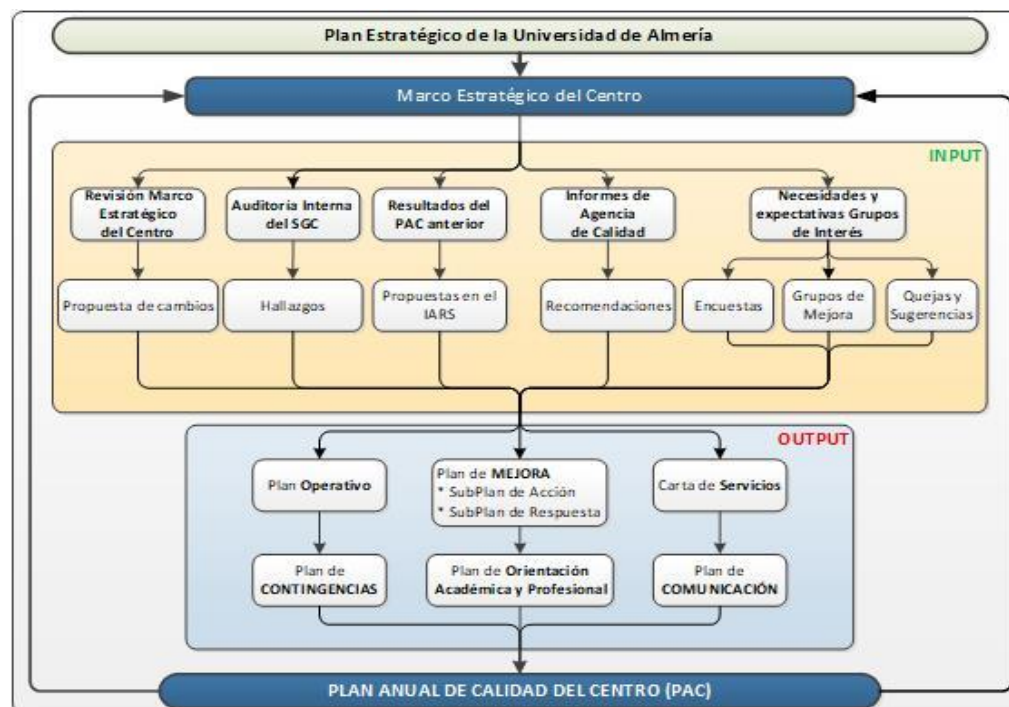 Plan Estratégico de la Universidad de Almería
Marco Estratégico del Centro
INPUT
Revisión Marco
Estratégico
del Centro
Auditoría Interna
del SGC
Resultados del
PAC anterior
Informes de
Agencia
de Calidad
Necesidades y
expectativas Grupos
de Interés
Propuesta de cambios
Hallazgos
Propuestas en el
IARS
Recomendaciones
Encuestas
Grupos de
Mejora
Quejas y
Sugerencias
OUTPUT
Plan Operativo
Plan de MEJORA
* SubPlan de Acción
* SubPlan de Respuesta
Carta de Servicios
Plan de
CONTINGENCIAS
Plan de Orientación
Académica y Profesional
Plan de
COMUNICACIÓN
PLAN ANUAL DE CALIDAD DEL CENTRO (PAC)